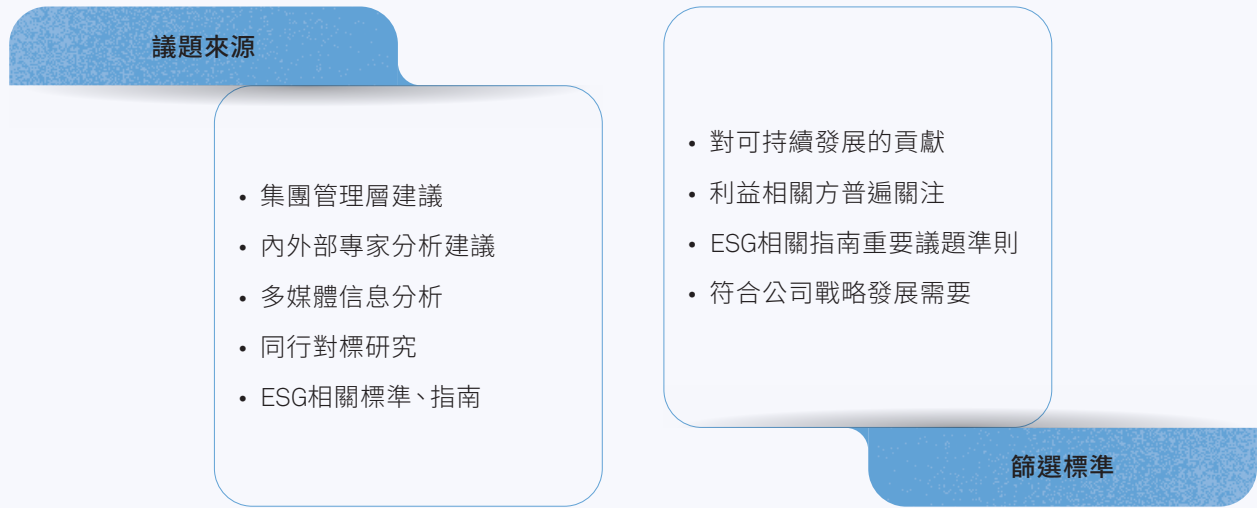 議題來源
• 集團管理層建議
• 內外部專家分析建議
• 多媒體信息分析
• 同行對標研究
• ESG相關標準、指南
• 對可持續發展的貢獻
• 利益相關方普遍關注
• ESG相關指南重要議題準則
• 符合公司戰略發展需要
篩選標準